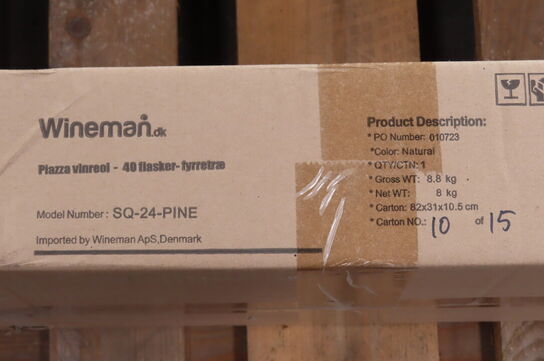 Wineman.dk
Piazza vinreol - 40 flasker- fyrretræ
Model Number : SQ-24-PINE
Imported by Wineman ApS,Denmark
Product Description:
* PO Number: 010723
*Color: Natural
* QTY/CTN: 1
* Gross WT: 8.8 kg
* Net WT: 8 kg
* Carton: 82x31x10.5 cm
* Carton NO.: 10 of 15